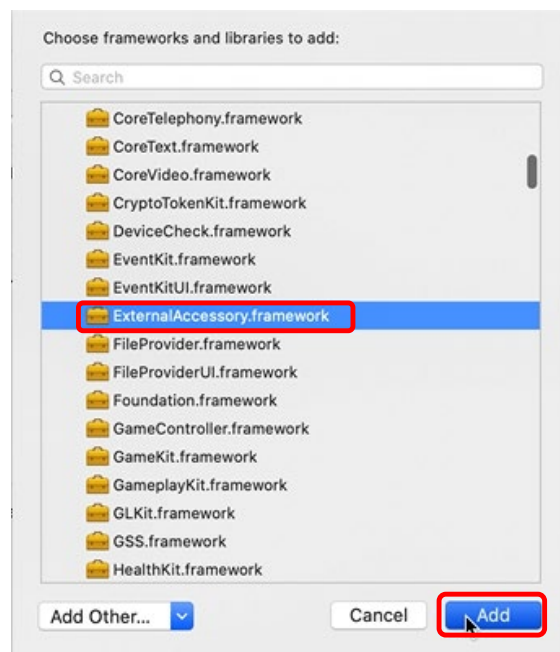 Choose frameworks and libraries to add:
Search
CoreTelephony.framework
CoreText.framework
CoreVideo.framework
CryptoTokenKit.framework
DeviceCheck.framework
EventKit.framework
EventKitUI.framework
ExternalAccessory.framework
FileProvider.framework
FileProviderUI.framework
Foundation.framework
GameController.framework
GameKit.framework
GameplayKit.framework
GLKit.framework
GSS.framework
HealthKit.framework
Add Other... Cancel Add